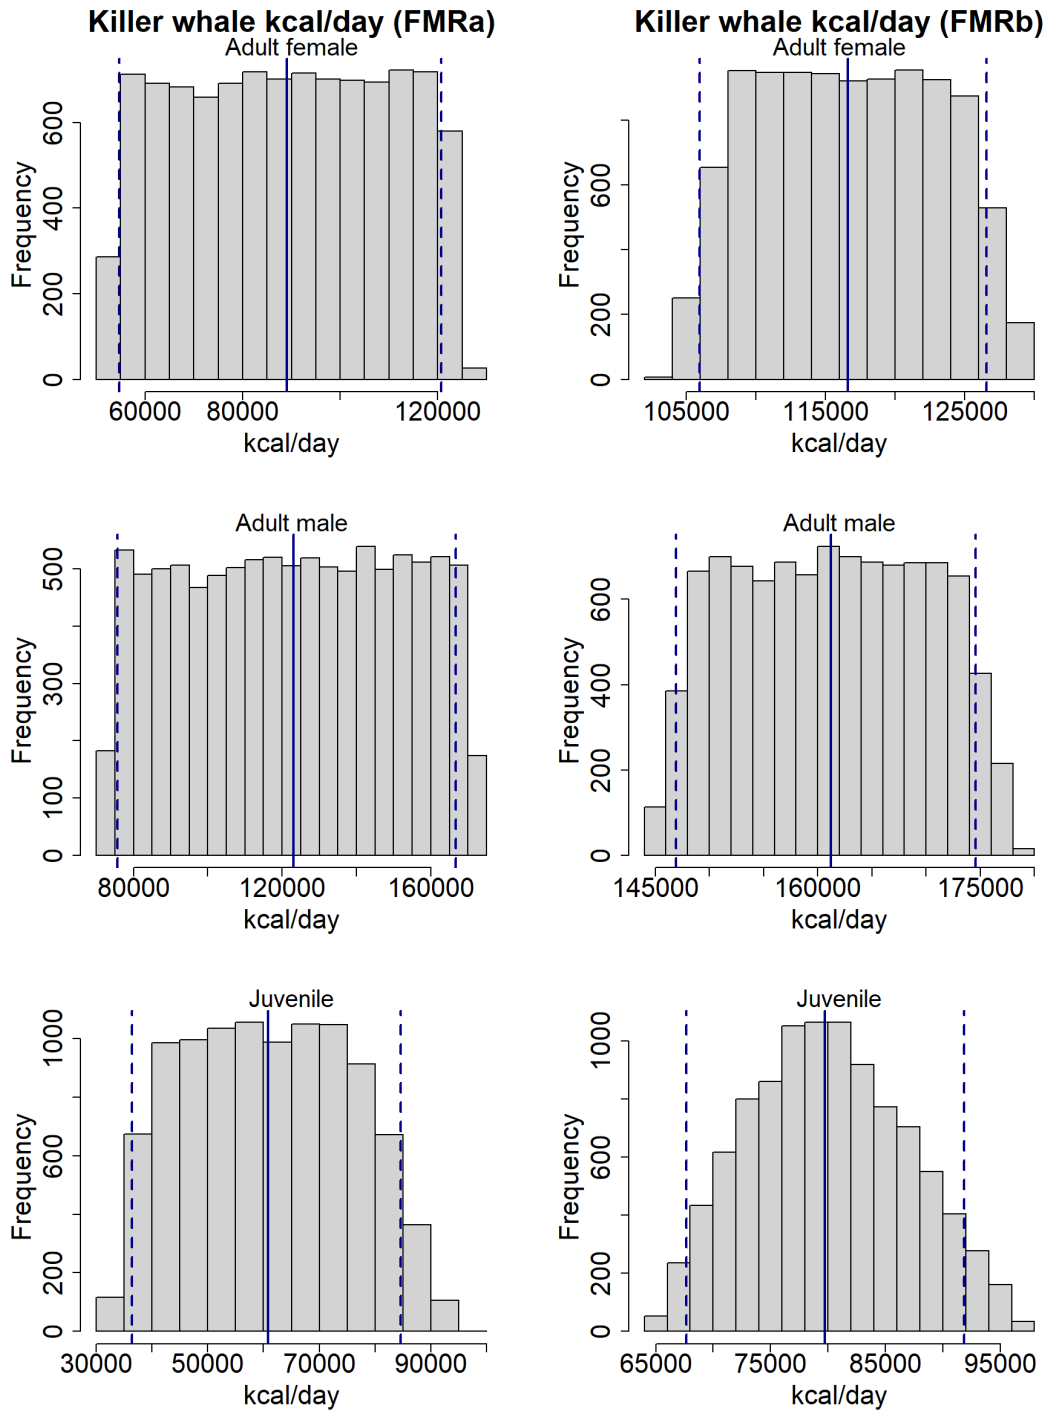 Killer whale kcal/day (FMRa)
Adult female
Frequency
0 200 400 600
60000 80000 120000
kcal/day
Killer whale kcal/day (FMRb)
Adult female
Frequency
0 200 600
105000 115000 125000
kcal/day
Adult male
Frequency
0 100 300 500
80000 120000 160000
kcal/day
Adult male
Frequency
0 200 400 600
145000 160000 175000
kcal/day
Juvenile
Frequency
0 200 600 1000
30000 50000 70000 90000
kcal/day
Juvenile
Frequency
0 200 600 1000
65000 75000 85000 95000
kcal/day